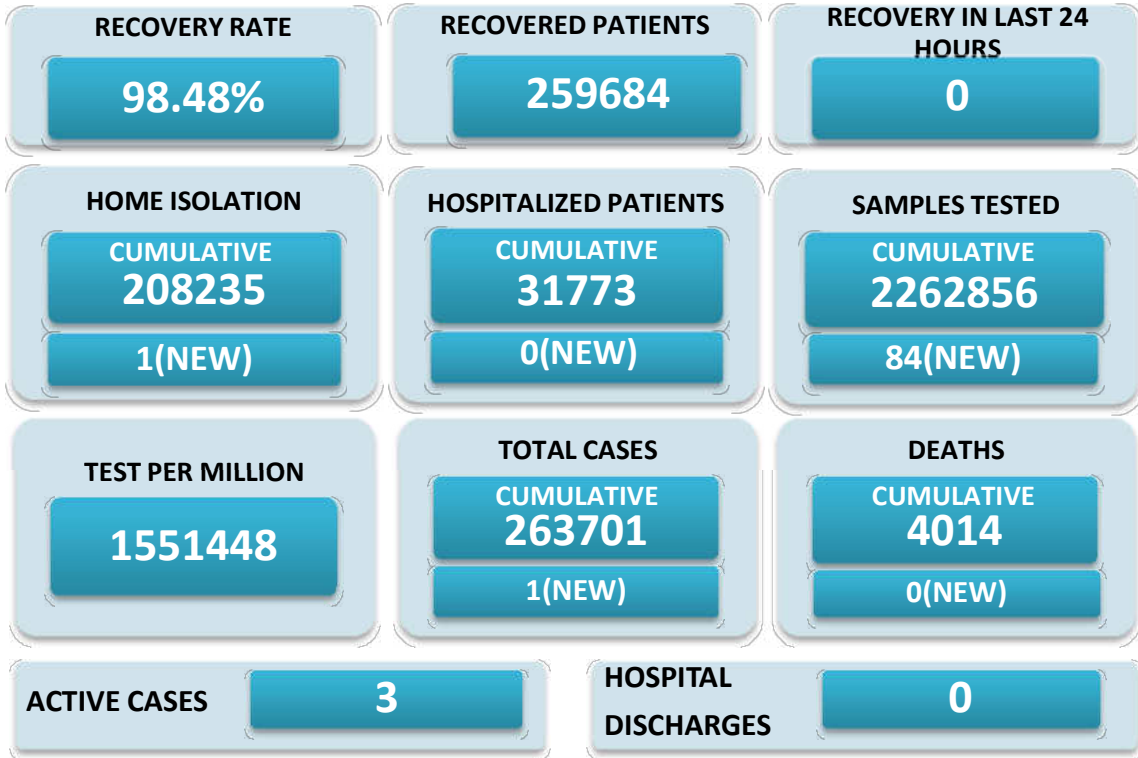 RECOVERY RATE
98.48%
RECOVERED PATIENTS
259684
RECOVERY IN LAST 24
HOURS
0
HOME ISOLATION
CUMULATIVE
208235
1(NEW)
HOSPITALIZED PATIENTS
CUMULATIVE
31773
0(NEW)
SAMPLES TESTED
CUMULATIVE
2262856
84(NEW)
TEST PER MILLION
1551448
TOTAL CASES
CUMULATIVE
263701
1(NEW)
DEATHS
CUMULATIVE
4014
0(NEW)
ACTIVE CASES
3
HOSPITAL
DISCHARGES
0